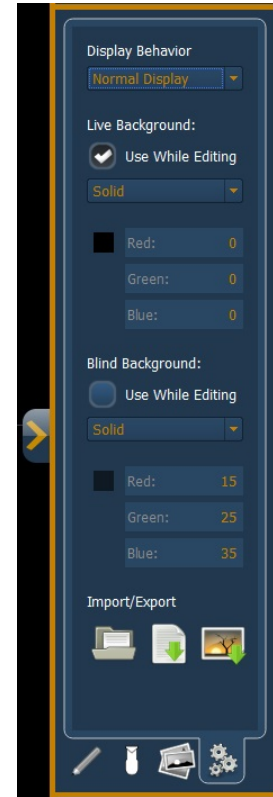 Display Behavior
Normal Display
Live Background:
Use While Editing
Solid
Red: 0
Green: 0
Blue: 0
Blind Background:
Use While Editing
Solid
Red: 15
Green: 25
Blue: 35
Import/Export